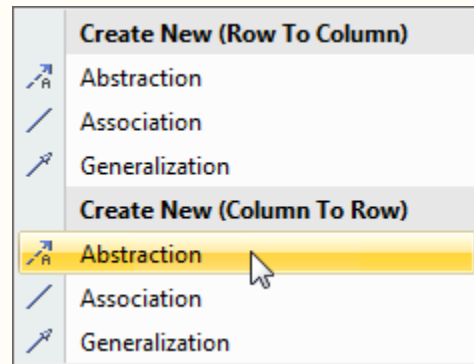 Create New (Row To Column)
Abstraction
Association
Generalization
Create New (Column To Row)
Abstraction
Association
Generalization